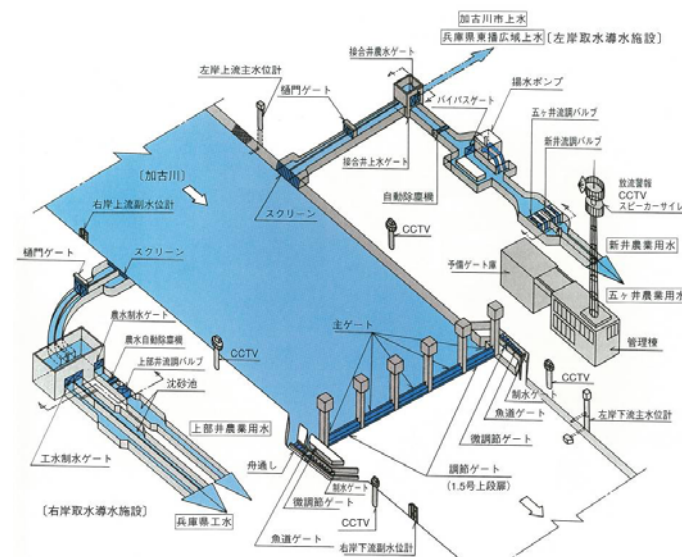 加古川市上水
兵庫県東播広域上水
〔左岸取水導水施設〕
接合井農水ゲート
左岸上流主水位計
樋門ゲート
バイパスゲート
揚水ポンプ
五ヶ井流調バルブ
新井流調バルブ
接合井上水ゲート
自動除塵機
放流警報
CCTV
スピーカーサイレ
〔加古川〕
右岸上流副水位計
スクリーン
スクリーン
CCTV
新井農業用水
五ヶ井農業用水
予備ゲート庫
管理棟
樋門ゲート
農水制水ゲート
農水自動除塵機
上部井流調バルブ
沈砂池
CCTV
主ゲート
CCTV
制水ゲート
魚道ゲート
微調節ゲート
左岸下流主水位計
上部井農業用水
工水制水ゲート
舟通し
調節ゲート
(1.5号上段扉)
制水ゲート
微調節ゲート
CCTV
〔右岸取水導水施設〕
兵庫県工水
魚道ゲート
右岸下流副水位計